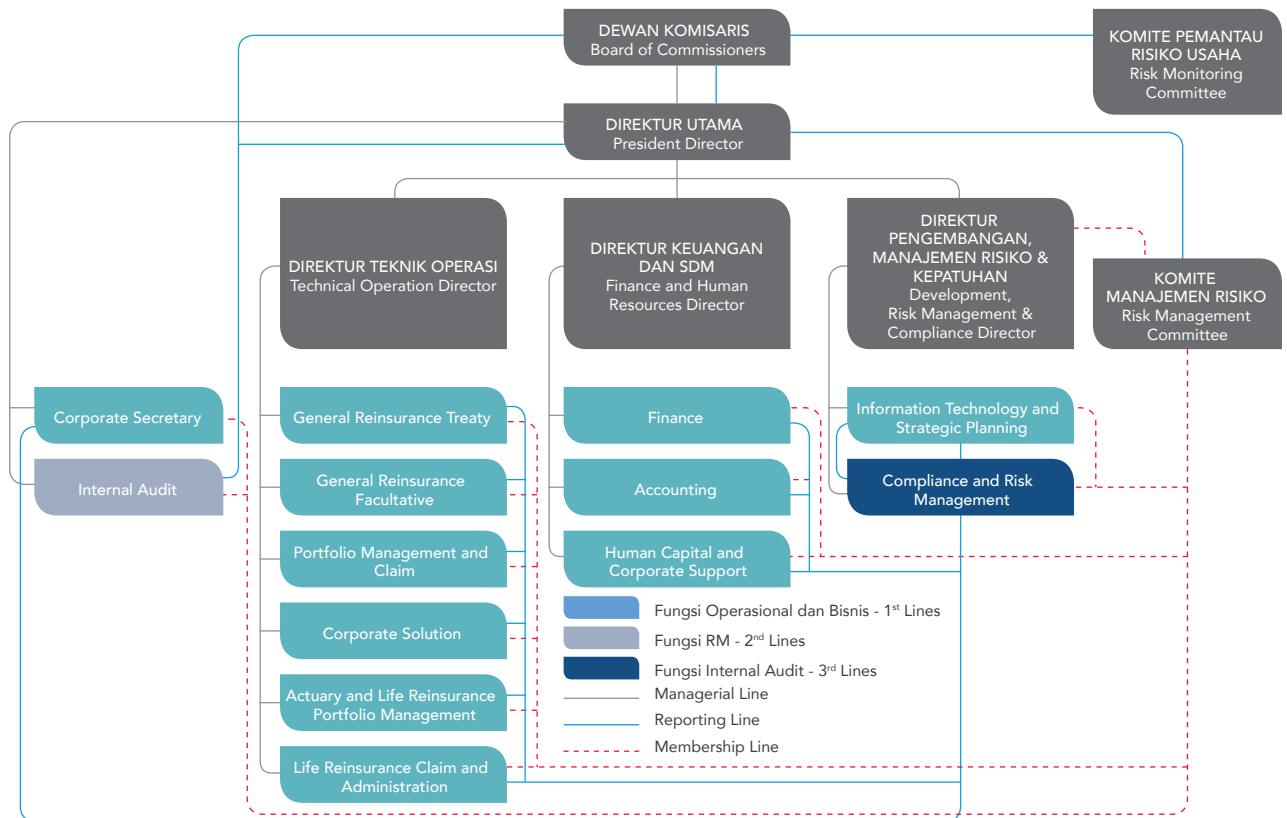 DEWAN KOMISARIS
Board of Commissioners
KOMITE PEMANTAU
RISIKO USAHA
Risk Monitoring
Committee
DIREKTUR UTAMA
President Director
DIREKTUR TEKNIK OPERASI
Technical Operation Director
DIREKTUR KEUANGAN
DAN SDM
Finance and Human
Resources Director
DIREKTUR
PENGEMBANGAN,
MANAJEMEN RISIKO &
KEPATUHAN
Development,
Risk Management &
Compliance Director
KOMITE
MANAJEMEN RISIKO
Risk Management
Committee
Corporate Secretary
Internal Audit
General Reinsurance Treaty
General Reinsurance
Facultative
Portfolio Management and
Claim
Corporate Solution
Actuary and Life Reinsurance
Portfolio Management
Life Reinsurance Claim and
Administration
Finance
Accounting
Human Capital and
Corporate Support
Information Technology and
Strategic Planning
Compliance and Risk
Management
Fungsi Operasional dan Bisnis - 1st Lines
Fungsi RM - 2nd Lines
Fungsi Internal Audit - 3rd Lines
Managerial Line
Reporting Line
Membership Line